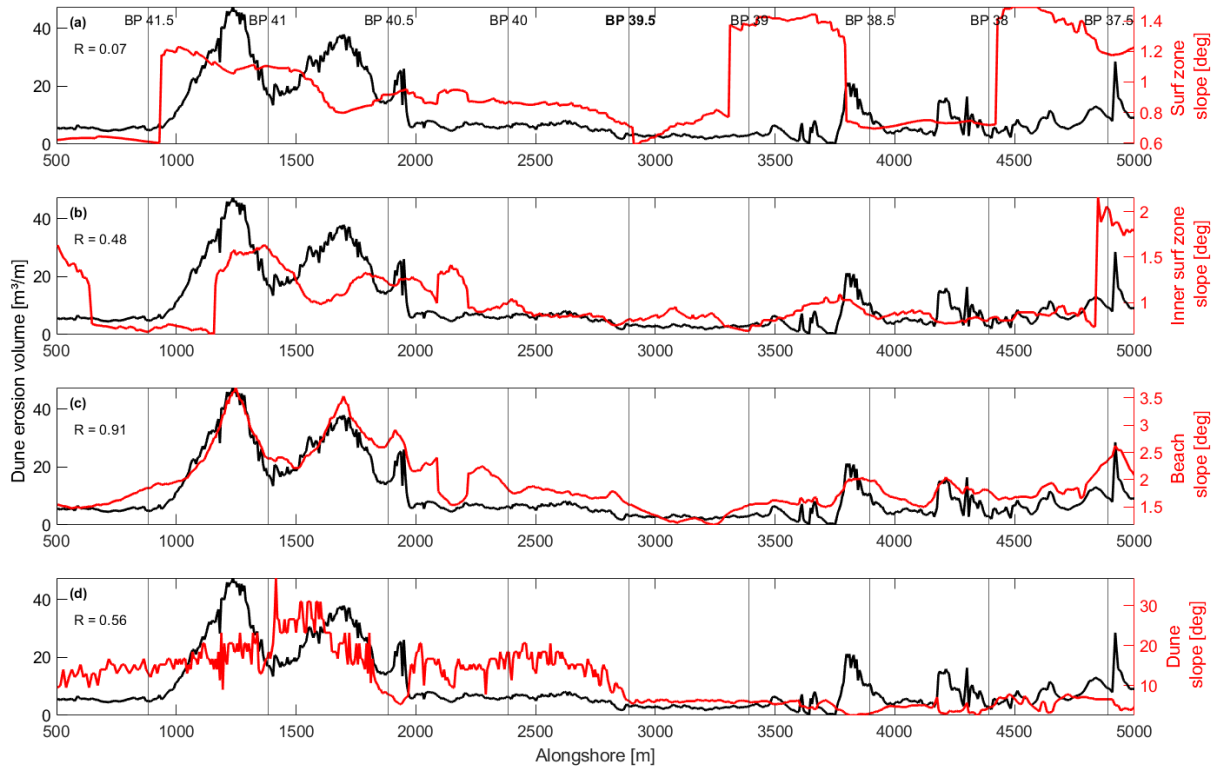 BP 41.5 BP 41 BP 40.5 BP 40 BP 39.5 BP 39 BP 38.5 BP 38 BP 37.5
(a)
R = 0.07
40
20
0
1.4
1.2
1
0.8
0.6
Surf zone
slope [deg]
500 1000 1500 2000 2500 3000 3500 4000 4500 5000
(b)
R = 0.48
40
20
0
2
1.5
1
Inner surf zone
slope [deg]
500 1000 1500 2000 2500 3000 3500 4000 4500 5000
Dune erosion volume [m³/m]
(c)
R = 0.91
40
20
0
3.5
3
2.5
2
1.5
Beach
slope [deg]
500 1000 1500 2000 2500 3000 3500 4000 4500 5000
(d)
R = 0.56
40
20
0
30
20
10
Dune
slope [deg]
500 1000 1500 2000 2500 3000 3500 4000 4500 5000
Alongshore [m]